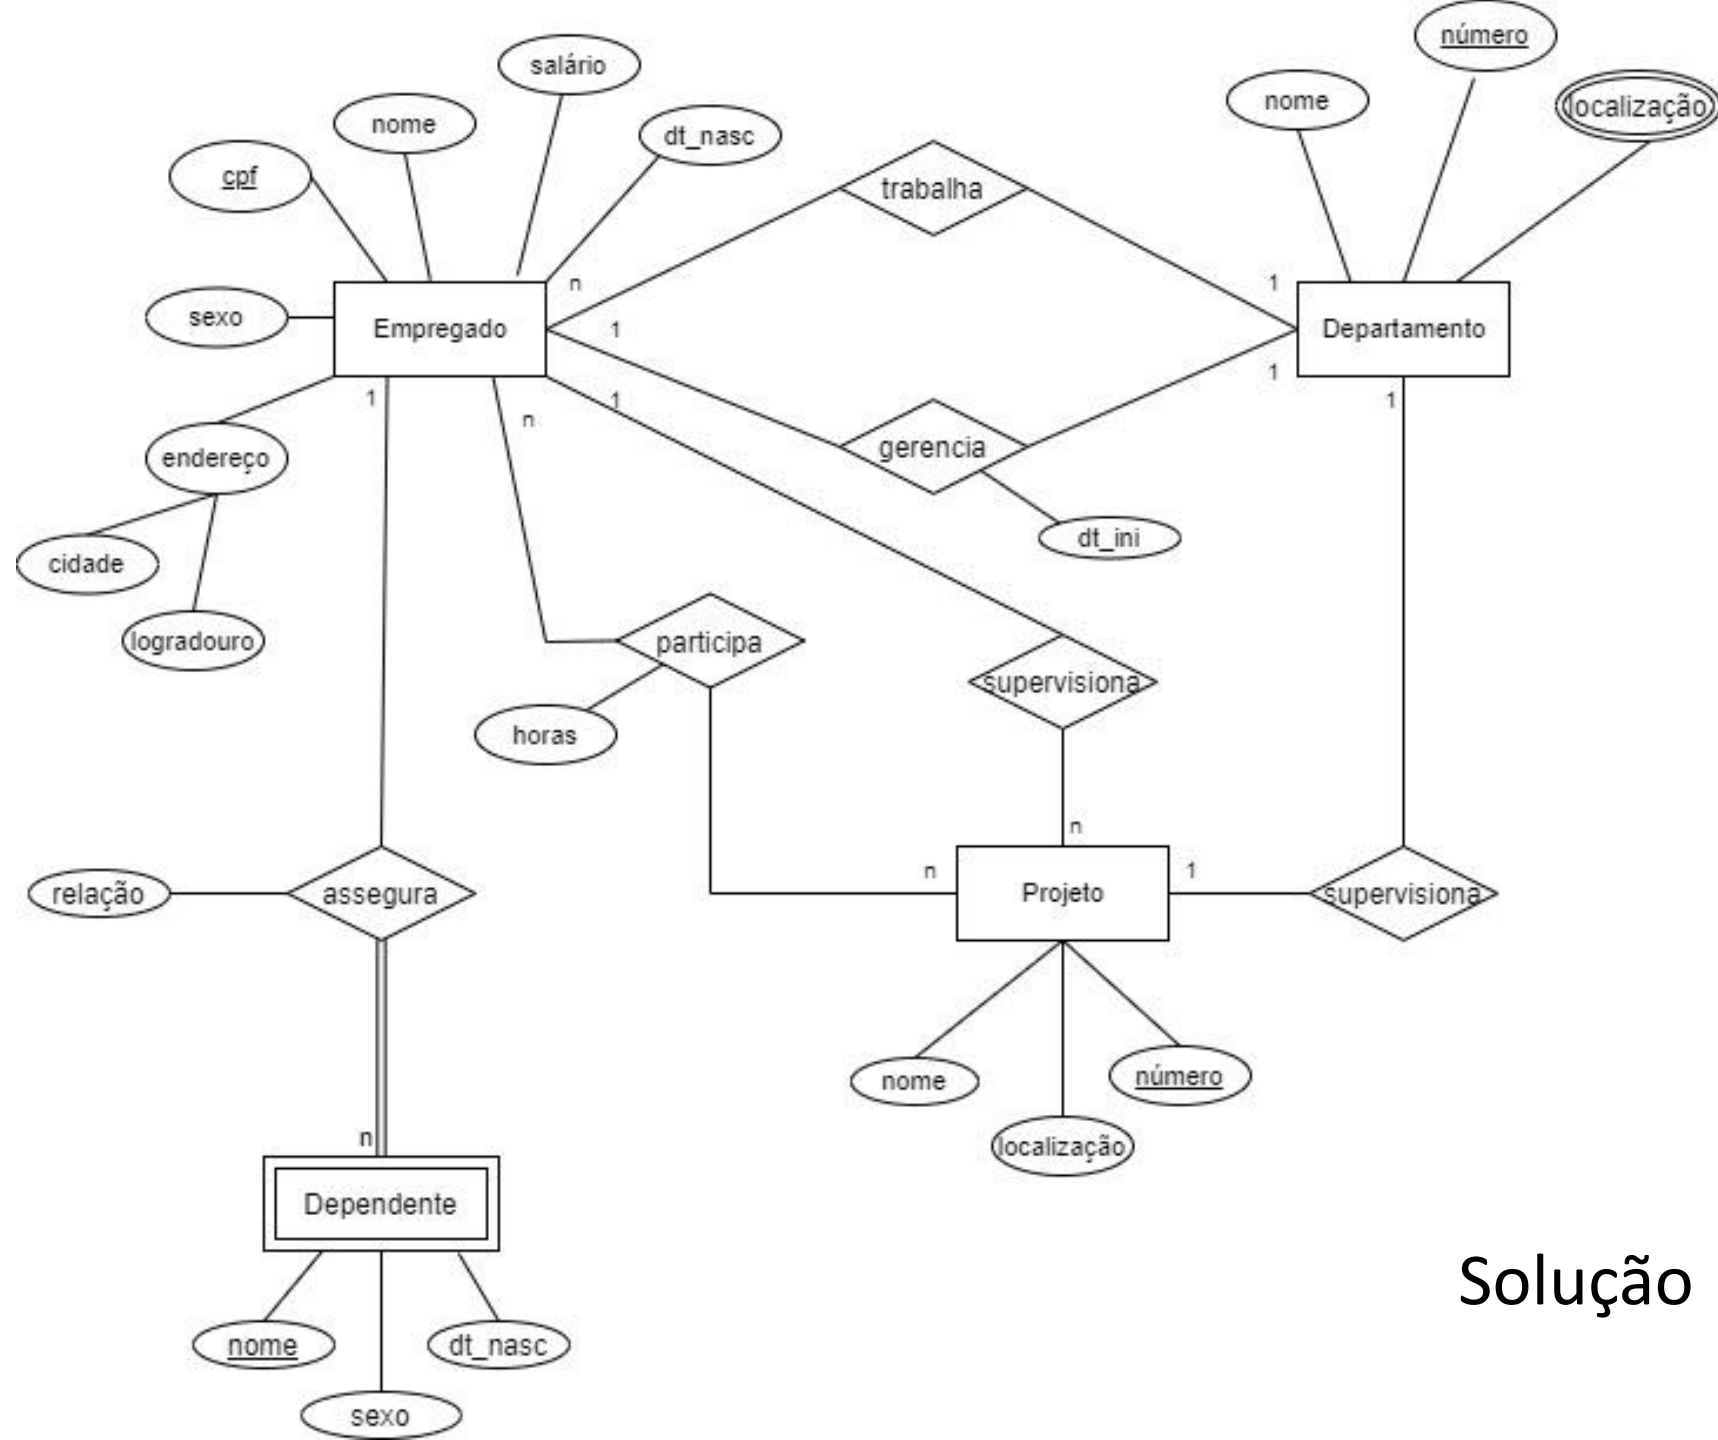 número
salário
nome
localização
nome
dt_nasc
cpf
trabalha
n
1
sexo
Empregado
1
Departamento
1
1
1
1
n
endereço
gerencia
dt_ini
cidade
logradouro
participa
supervisiona
horas
n
n
1
relação
assegura
Projeto
supervisiona
nome
número
n
localização
Dependente
Solução
nome
dt_nasc
sexo